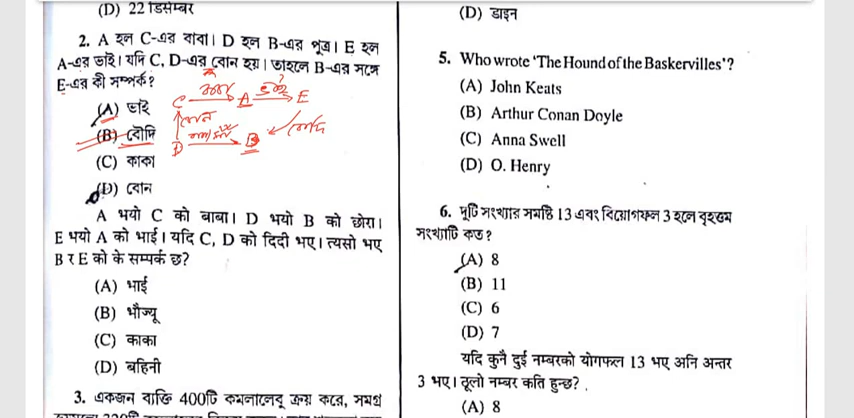 (D) 22 ডিসেম্বর
2. A হল C-এর বাবা। D হল B-এর পুত্র। E হল
A-এর ভাই। যদি C, D-এর বোন হয়। তাহলে B-এর সঙ্গে
E-এর কী সম্পর্ক?
(A) ভাই
(B) বৌদি
(C) কাকা
(D) বোন
C বাবা A ভাই E
বোন
D B
A भयो C को बाबा। D भयो B को छोरा।
E भयो A को भाई। यदि C, D को दिदी भए। त्यसो भए
B र E को के सम्पर्क छ?
(A) भाई
(B) भौज्यू
(C) काका
(D) बहिनी
3. একজন ব্যক্তি 400টি কমলালেবু ক্রয় করে, সমগ্র
(D) ডাইন
5. Who wrote 'The Hound of the Baskervilles'?
(A) John Keats
(B) Arthur Conan Doyle
(C) Anna Swell
(D) O. Henry
6. দুটি সংখ্যার সমষ্টি 13 এবং বিয়োগফল 3 হলে বৃহত্তম
সংখ্যাটি কত?
(A) 8
(B) 11
(C) 6
(D) 7
यदि कुनै दुई नम्बरको योगफल 13 भए अनि अन्तर
3 भए। ठूलो नम्बर कति हुन्छ?
(A) 8